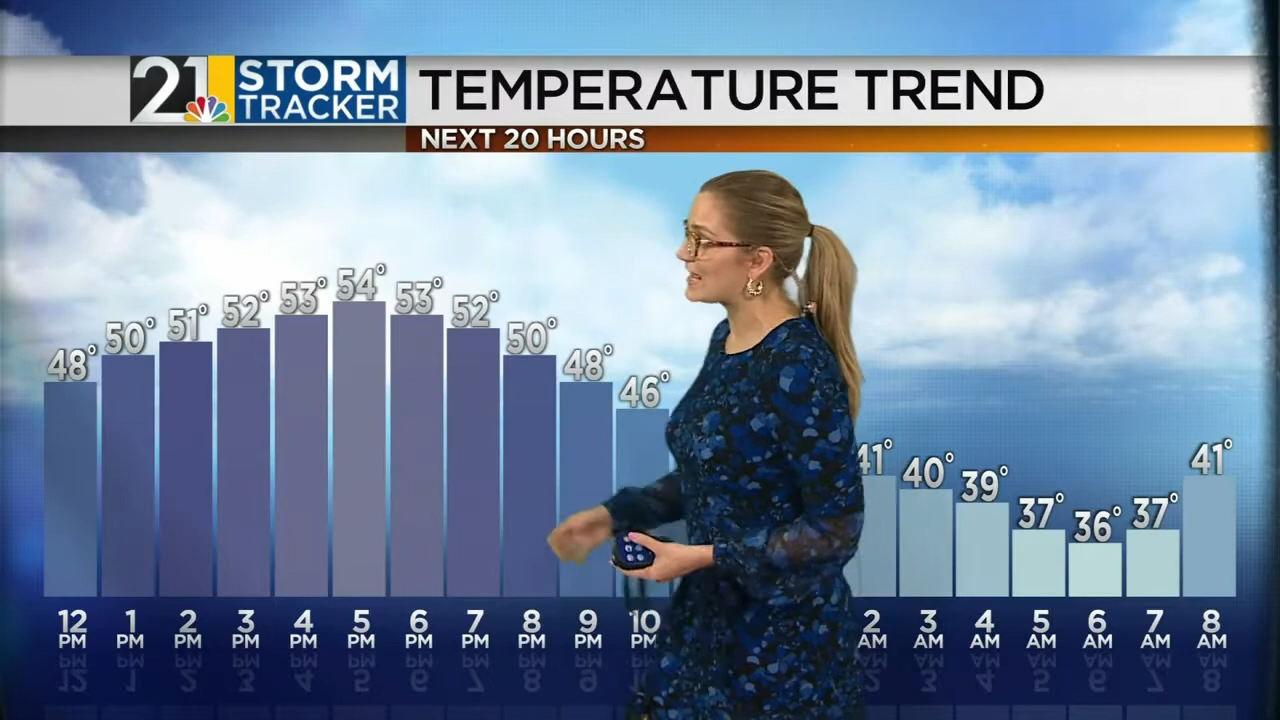 21 STORM TRACKER TEMPERATURE TREND
NEXT 20 HOURS
48° 50° 51° 52° 53° 54° 53° 52° 50° 48° 46° 41° 40° 39° 37° 36° 37° 41°
12 PM 1 PM 2 PM 3 PM 4 PM 5 PM 6 PM 7 PM 8 PM 9 PM 10 PM 2 AM 3 AM 4 AM 5 AM 6 AM 7 AM 8 AM